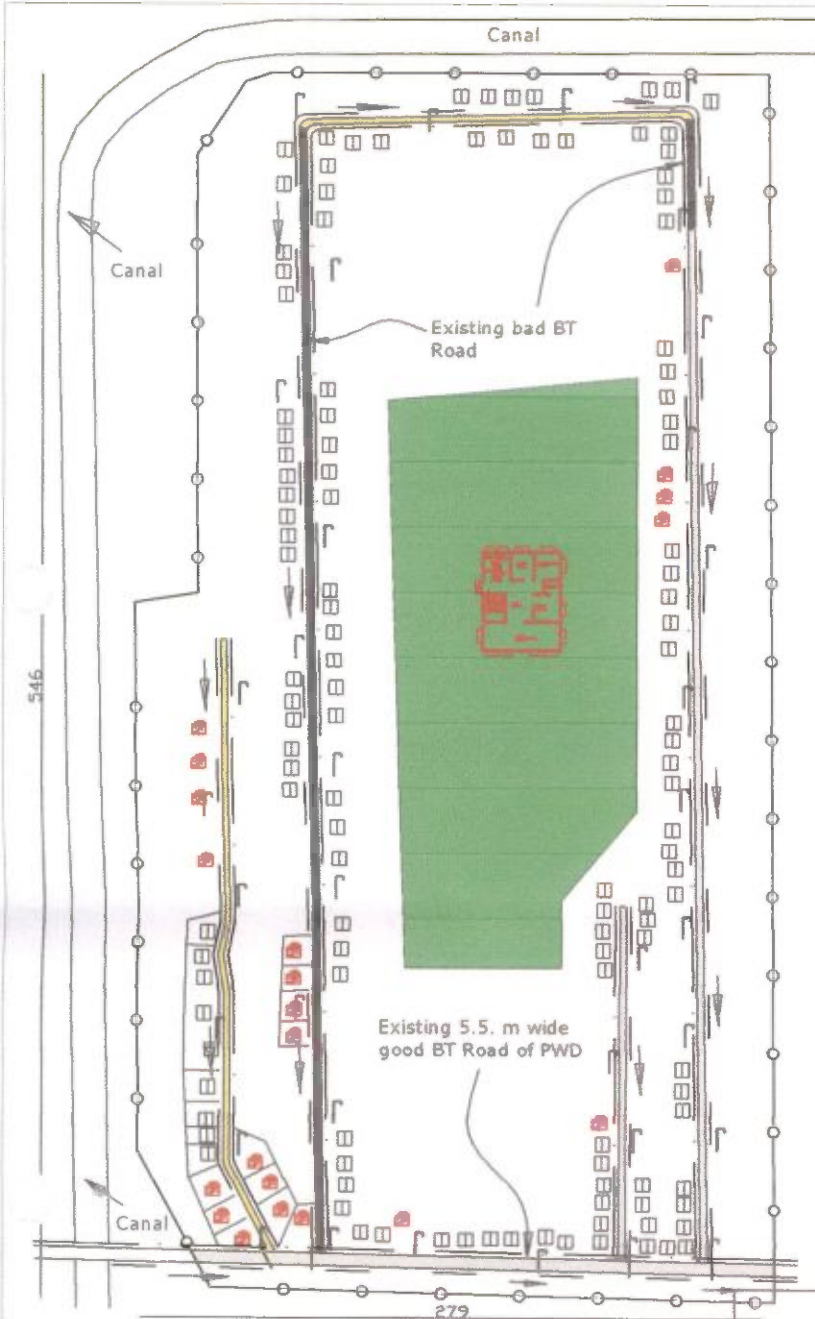 Canal
Canal
Existing bad BT
Road
546
Existing 5.5. m wide
good BT Road of PWD
Canal
279